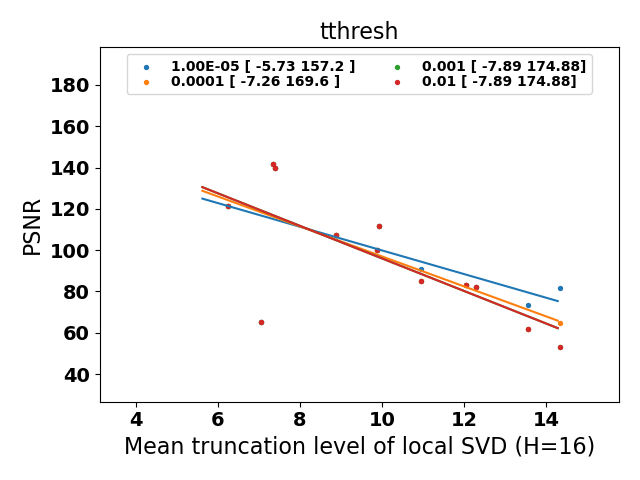 tthresh
1.00E-05 [ -5.73 157.2 ]
0.0001 [ -7.26 169.6 ]
0.001 [ -7.89 174.88]
0.01 [ -7.89 174.88]
PSNR
180
160
140
120
100
80
60
40
4 6 8 10 12 14
Mean truncation level of local SVD (H=16)